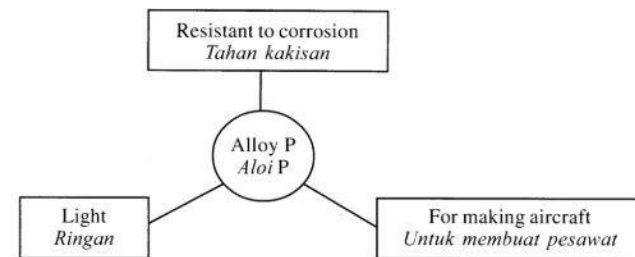 Resistant to corrosion
Tahan kakisan
Alloy P
Aloi P
Light
Ringan
For making aircraft
Untuk membuat pesawat